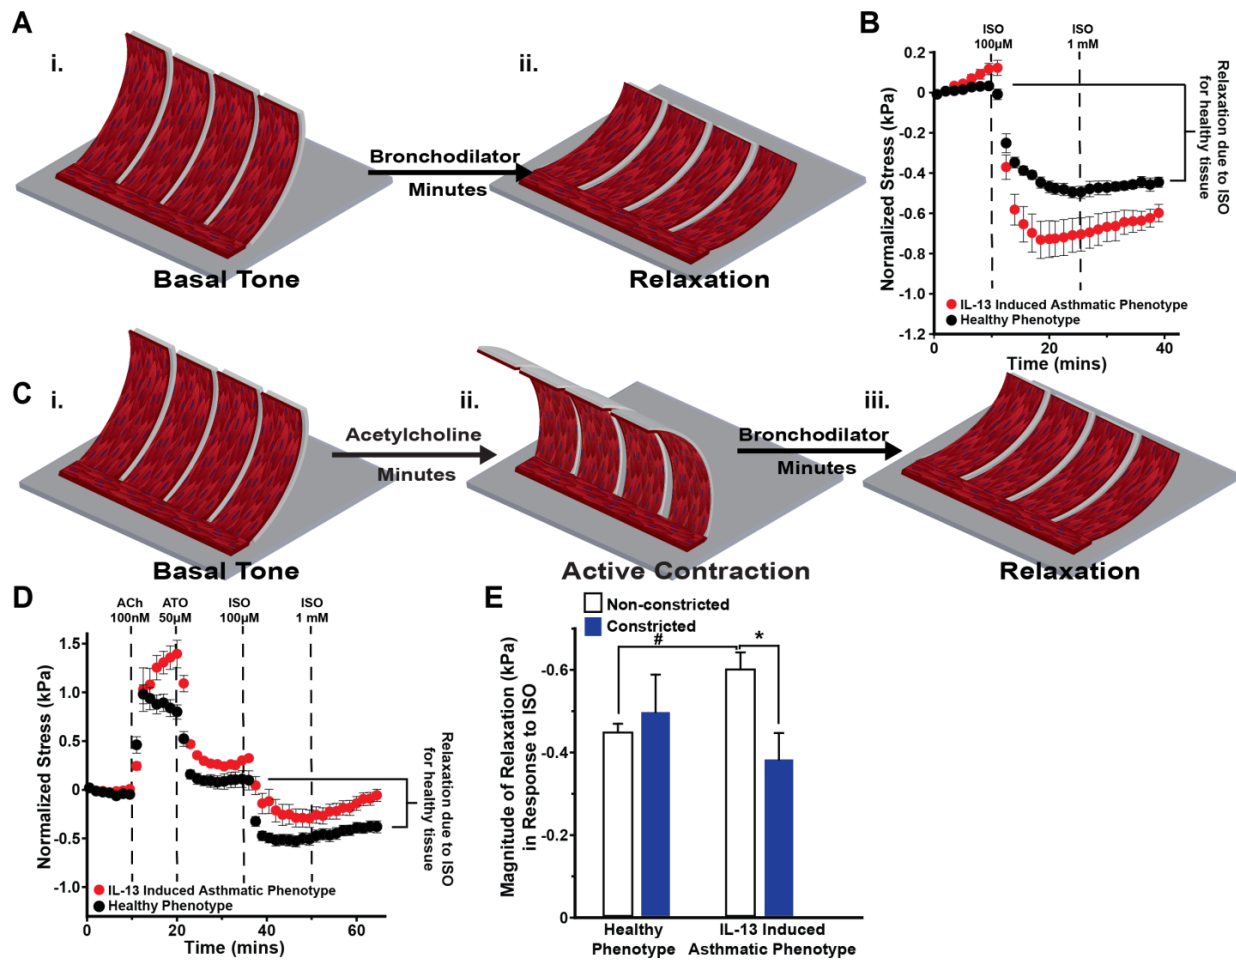 A
i.
ii.
Bronchodilator
Minutes
Basal Tone
Relaxation
B
ISO
100µM
ISO
1 mM
Normalized Stress (kPa)
0.2
0
-0.2
-0.4
-0.6
-0.8
-1.0
-1.2
IL-13 Induced Asthmatic Phenotype
Healthy Phenotype
0
20
40
Time (mins)
Relaxation due to ISO
for healthy tissue
C
i.
ii.
iii.
Acetylcholine
Minutes
Bronchodilator
Minutes
Basal Tone
Active Contraction
Relaxation
D
ACh
100nM
ATO
50µM
ISO
100µM
ISO
1 mM
Normalized Stress (kPa)
1.5
1.0
0.5
0
-0.5
-1.0
IL-13 Induced Asthmatic Phenotype
Healthy Phenotype
0
20
40
60
Time (mins)
Relaxation due to ISO
for healthy tissue
E
Non-constricted
Constricted
#
*
Magnitude of Relaxation (kPa)
in Response to ISO
-0.6
-0.4
-0.2
0
Healthy
Phenotype
IL-13 Induced
Asthmatic Phenotype